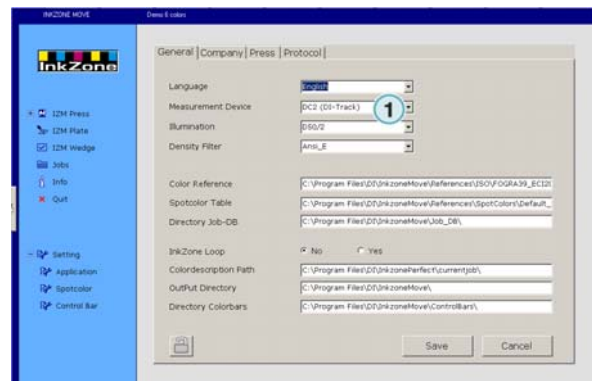 INKZONE MOVE
Demo 6 colors
InkZone
IZM Press
IZM Plate
IZM Wedge
Jobs
Info
Quit
Setting
Application
Spotcolor
Control Bar
General Company Press Protocol
Language English
Measurement Device DC2 (DI-Track) 1
Illumination D50/2
Density Filter Ansi_E
Color Reference C:\Program Files\DI\InkzoneMove\References\ISO\FOGRA39_ECI20
Spotcolor Table C:\Program Files\DI\InkzoneMove\References\SpotColors\Default_
Directory Job-DB C:\Program Files\DI\InkzoneMove\Job_DB\
InkZone Loop No Yes
Colordescription Path C:\Program Files\DI\InkzonePerfect\currentjob\
OutPut Directory C:\Program Files\DI\InkzoneMove\
Directory Colorbars C:\Program Files\DI\InkzoneMove\ControlBars\
Save Cancel